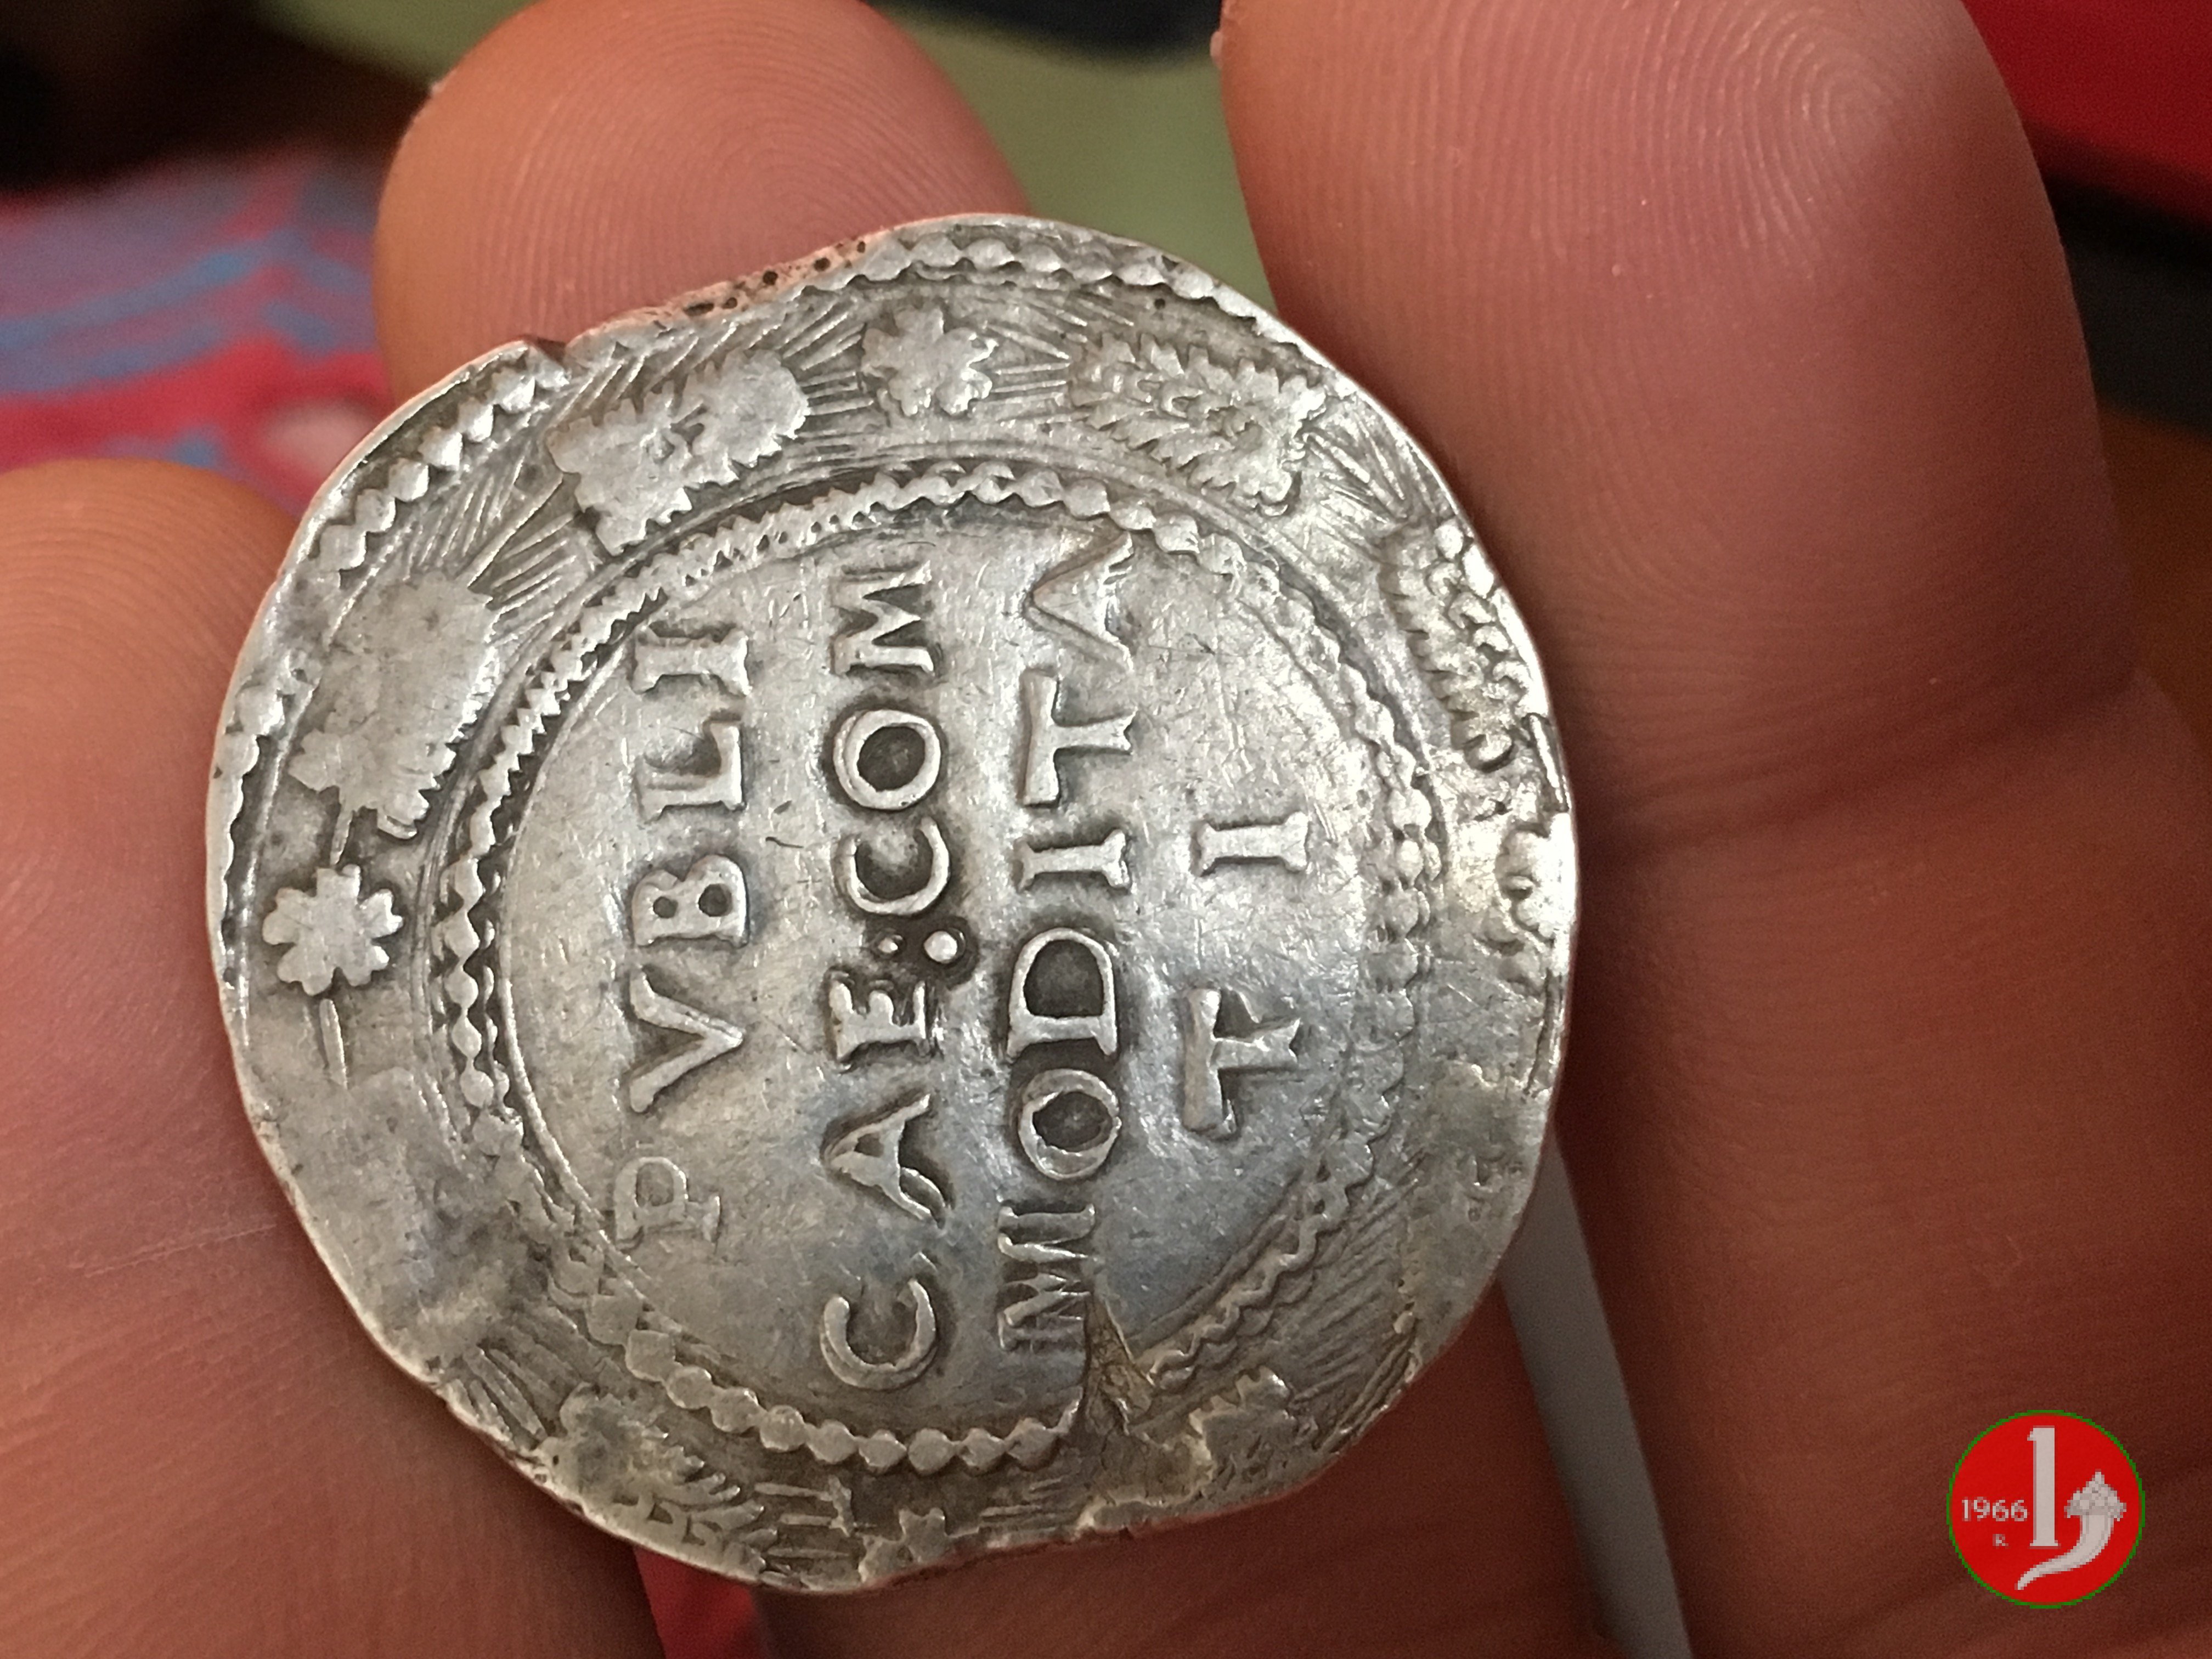 PVBLI
CAE:COM
MODITA
TI
1966
R.